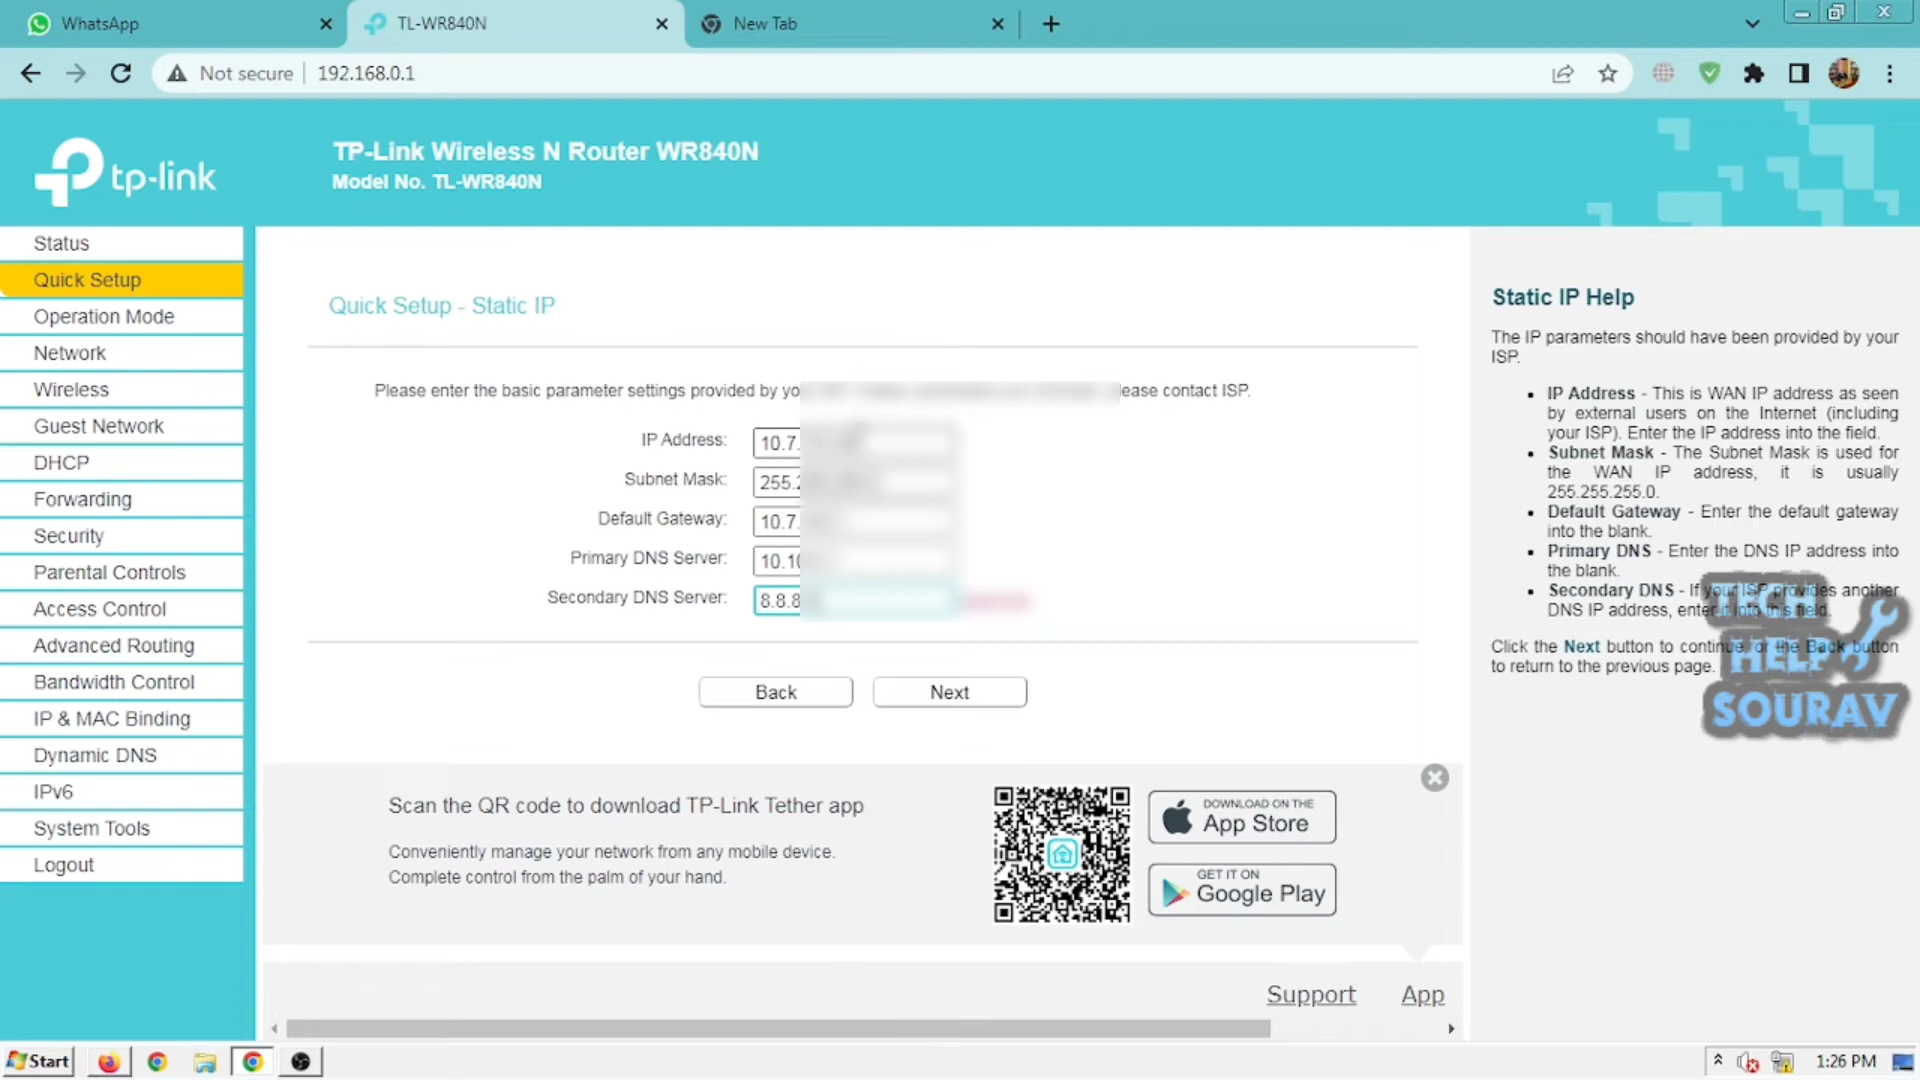 WhatsApp
TL-WR840N
New Tab
Not secure
192.168.0.1
tp-link
TP-Link Wireless N Router WR840N
Model No. TL-WR840N
Status
Quick Setup
Operation Mode
Network
Wireless
Guest Network
DHCP
Forwarding
Security
Parental Controls
Access Control
Advanced Routing
Bandwidth Control
IP & MAC Binding
Dynamic DNS
IPv6
System Tools
Logout
Quick Setup - Static IP
Please enter the basic parameter settings provided by ease contact ISP.
IP Address: 10.7.
Subnet Mask: 255.
Default Gateway: 10.7.
Primary DNS Server: 10.10
Secondary DNS Server: 8.8.8
Back
Next
Scan the QR code to download TP-Link Tether app
Conveniently manage your network from any mobile device.
Complete control from the palm of your hand.
DOWNLOAD ON THE
App Store
GET IT ON
Google Play
Support
App
Static IP Help
The IP parameters should have been provided by your
ISP.
• IP Address - This is WAN IP address as seen
by external users on the Internet (including
your ISP). Enter the IP address into the field.
• Subnet Mask - The Subnet Mask is used for
the WAN IP address, it is usually
255.255.255.0.
• Default Gateway - Enter the default gateway
into the blank.
• Primary DNS - Enter the DNS IP address into
the blank.
• Secondary DNS - If your ISP provides another
DNS IP address, enter it into this field.
Click the Next button to continue, or the Back button
to return to the previous page.
TECH
HELP
SOURAV
Start
1:26 PM